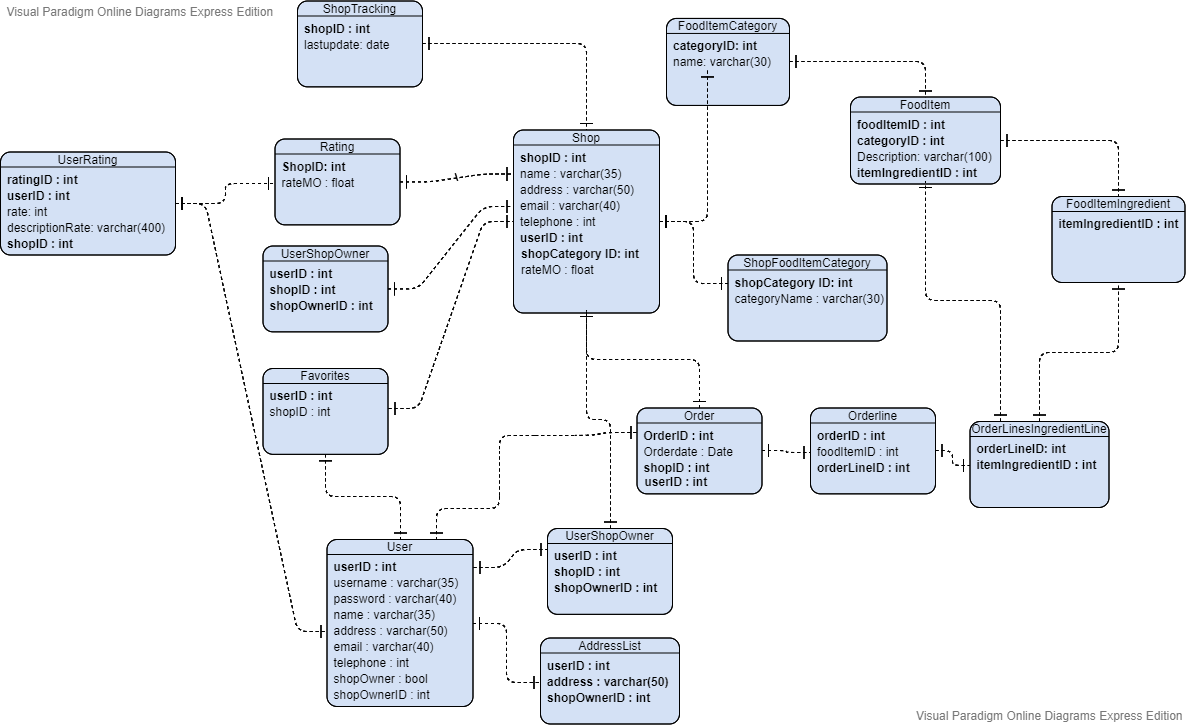 Visual Paradigm Online Diagrams Express Edition
ShopTracking
shopID : int
lastupdate: date
FoodItemCategory
categoryID: int
name: varchar(30)
FoodItem
foodItemID : int
categoryID : int
Description: varchar(100)
itemIngredientID : int
UserRating
ratingID : int
userID : int
rate: int
descriptionRate: varchar(400)
shopID : int
Rating
ShopID: int
rateMO : float
Shop
shopID : int
name : varchar(35)
address : varchar(50)
email : varchar(40)
telephone : int
userID : int
shopCategory ID: int
rateMO : float
FoodItemIngredient
itemIngredientID : int
UserShopOwner
userID : int
shopID : int
shopOwnerID : int
ShopFoodItemCategory
shopCategory ID: int
categoryName : varchar(30)
Favorites
userID : int
shopID : int
Order
OrderID : int
Orderdate : Date
shopID : int
userID : int
Orderline
orderID : int
foodItemID : int
orderLineID : int
OrderLinesIngredientLine
orderLineID: int
itemIngredientID : int
User
userID : int
username : varchar(35)
password : varchar(40)
name : varchar(35)
address : varchar(50)
email : varchar(40)
telephone : int
shopOwner : bool
shopOwnerID : int
UserShopOwner
userID : int
shopID : int
shopOwnerID : int
AddressList
userID : int
address : varchar(50)
shopOwnerID : int
Visual Paradigm Online Diagrams Express Edition